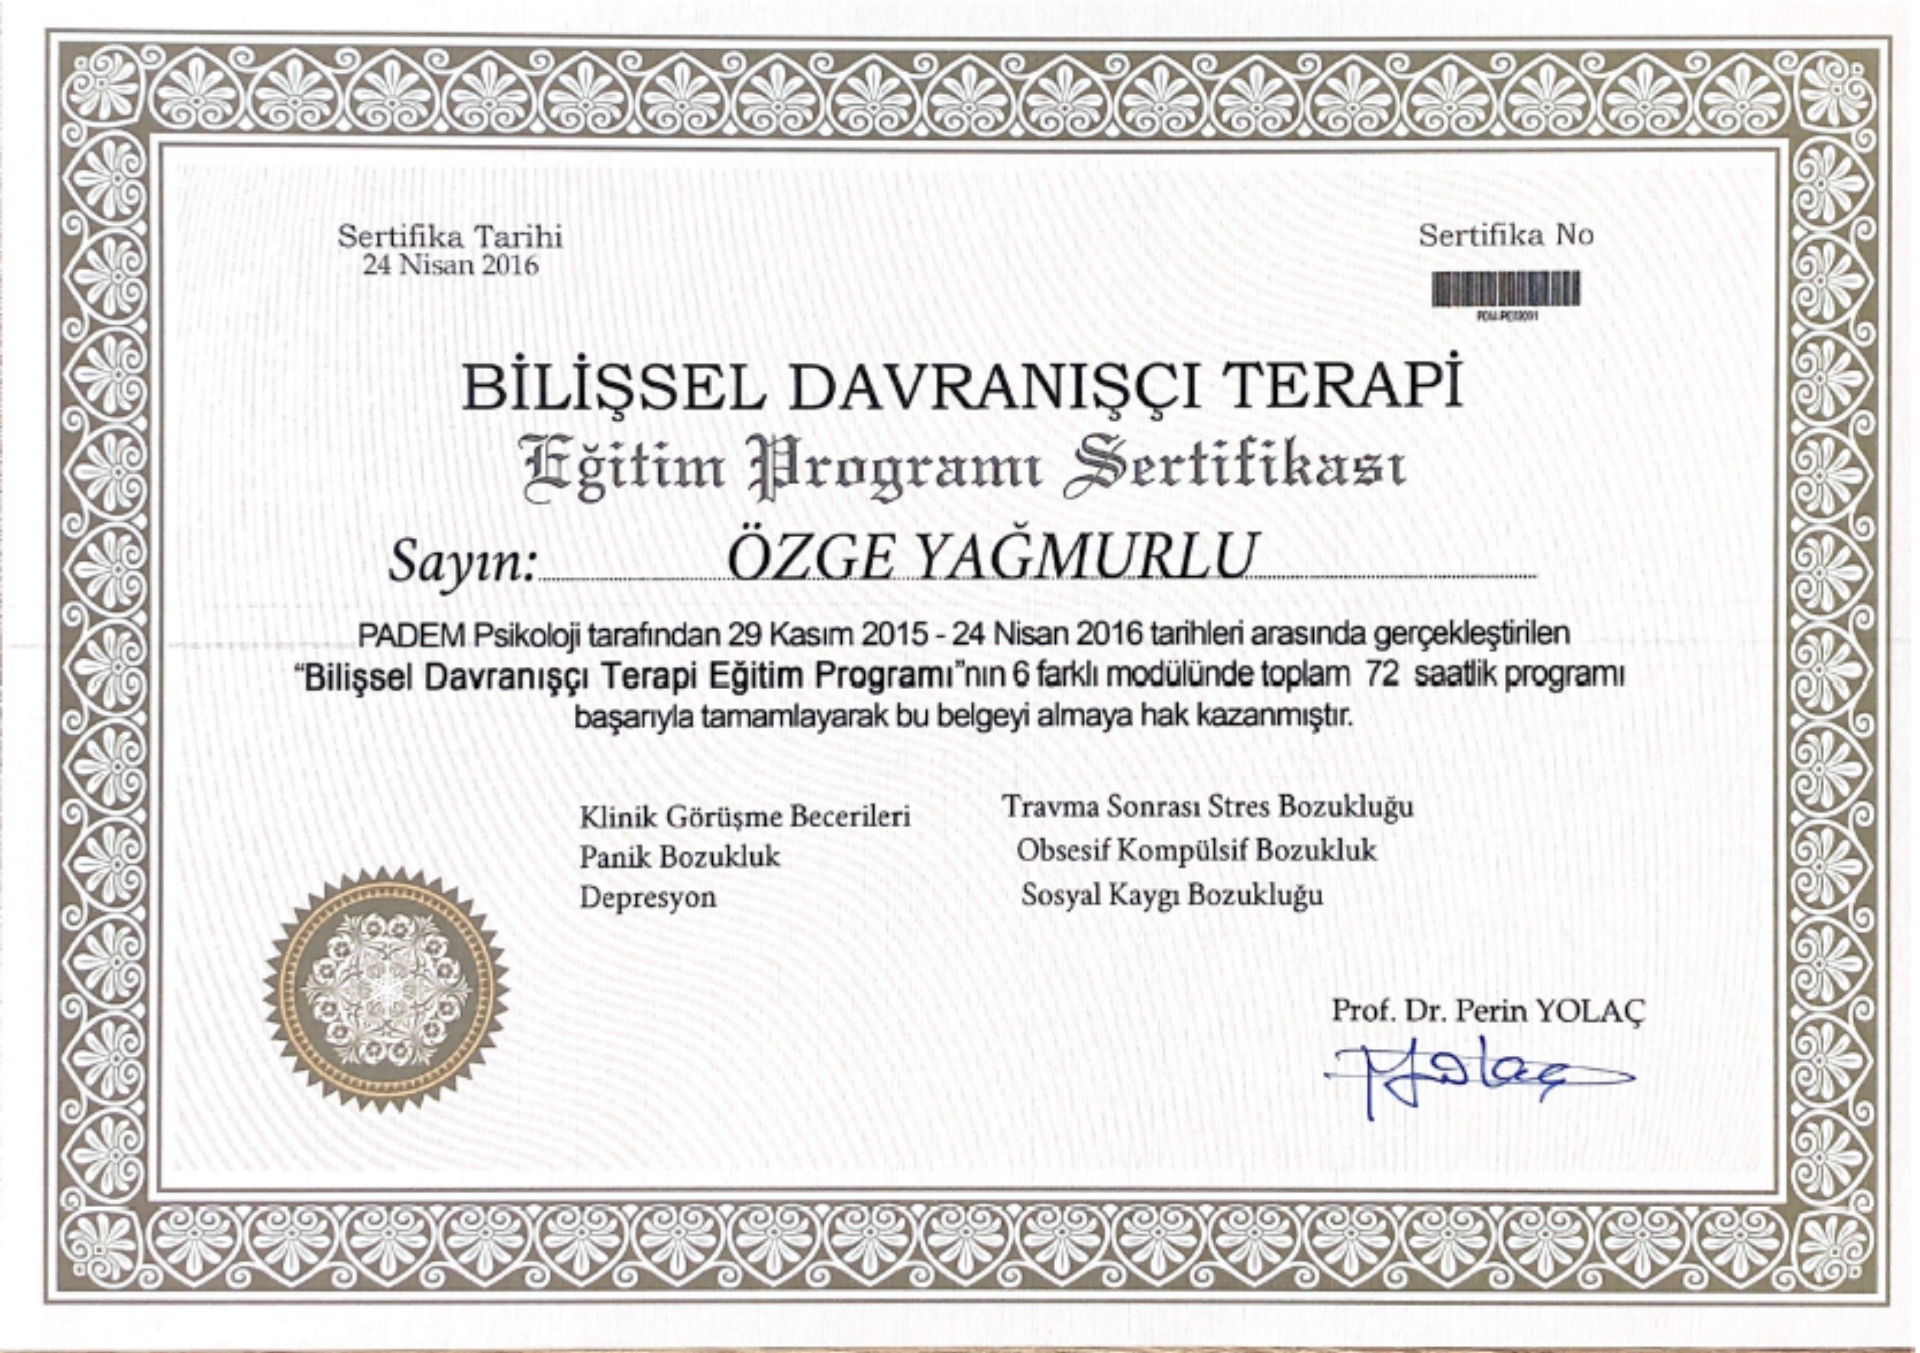 Sertifika Tarihi
24 Nisan 2016
Sertifika No
BİLİŞSEL DAVRANIŞÇI TERAPİ
Eğitim Programı Sertifikası
Sayın: ÖZGE YAĞMURLU
PADEM Psikoloji tarafından 29 Kasım 2015 - 24 Nisan 2016 tarihleri arasında gerçekleştirilen
“Bilişsel Davranışçı Terapi Eğitim Programı”nın 6 farklı modülünde toplam 72 saatlik programı
başarıyla tamamlayarak bu belgeyi almaya hak kazanmıştır.
Klinik Görüşme Becerileri
Panik Bozukluk
Depresyon
Travma Sonrası Stres Bozukluğu
Obsesif Kompülsif Bozukluk
Sosyal Kaygı Bozukluğu
Prof. Dr. Perin YOLAÇ